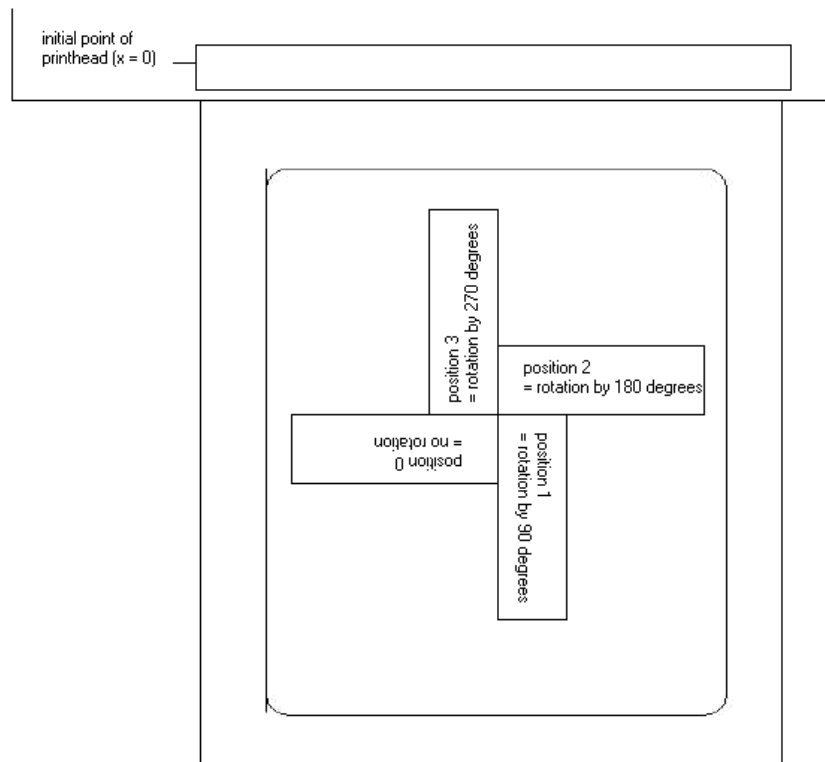 initial point of
printhead (x = 0)
position 3
= rotation by 270 degrees
position 2
= rotation by 180 degrees
position 0
= no rotation
position 1
= rotation by 90 degrees